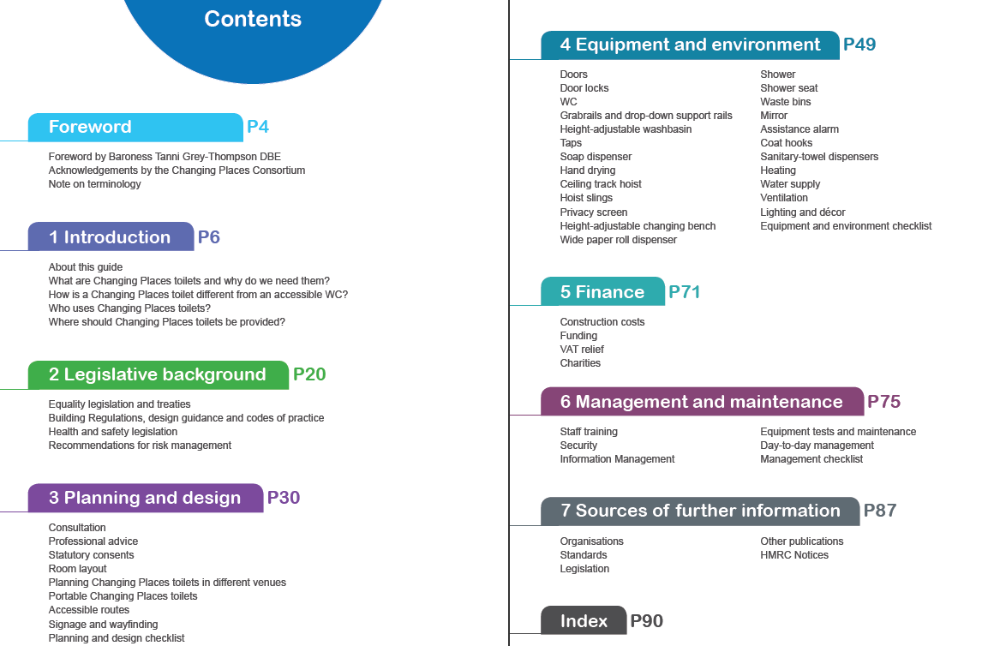 Contents
Foreword P4
Foreword by Baroness Tanni Grey-Thompson DBE
Acknowledgements by the Changing Places Consortium
Note on terminology
1 Introduction P6
About this guide
What are Changing Places toilets and why do we need them?
How is a Changing Places toilet different from an accessible WC?
Who uses Changing Places toilets?
Where should Changing Places toilets be provided?
2 Legislative background P20
Equality legislation and treaties
Building Regulations, design guidance and codes of practice
Health and safety legislation
Recommendations for risk management
3 Planning and design P30
Consultation
Professional advice
Statutory consents
Room layout
Planning Changing Places toilets in different venues
Portable Changing Places toilets
Accessible routes
Signage and wayfinding
Planning and design checklist
4 Equipment and environment P49
Doors
Door locks
WC
Grabrails and drop-down support rails
Height-adjustable washbasin
Taps
Soap dispenser
Hand drying
Ceiling track hoist
Hoist slings
Privacy screen
Height-adjustable changing bench
Wide paper roll dispenser
Shower
Shower seat
Waste bins
Mirror
Assistance alarm
Coat hooks
Sanitary-towel dispensers
Heating
Water supply
Ventilation
Lighting and décor
Equipment and environment checklist
5 Finance P71
Construction costs
Funding
VAT relief
Charities
6 Management and maintenance P75
Staff training
Security
Information Management
Equipment tests and maintenance
Day-to-day management
Management checklist
7 Sources of further information P87
Organisations
Standards
Legislation
Other publications
HMRC Notices
Index P90